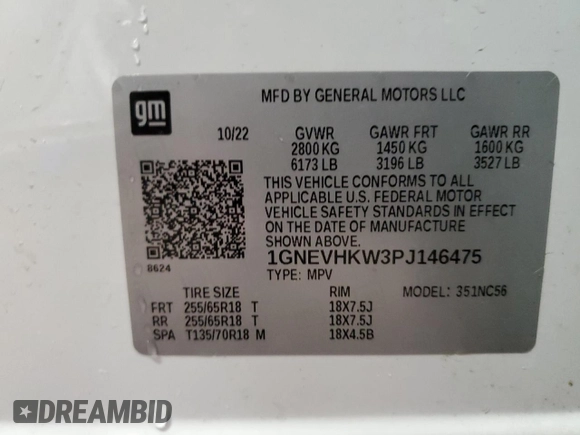 gm
MFD BY GENERAL MOTORS LLC
10/22 GVWR GAWR FRT GAWR RR
2800 KG 1450 KG 1600 KG
6173 LB 3196 LB 3527 LB
THIS VEHICLE CONFORMS TO ALL
APPLICABLE U.S. FEDERAL MOTOR
VEHICLE SAFETY STANDARDS IN EFFECT
ON THE DATE OF MANUFACTURE
SHOWN ABOVE.
8624
1GNEVHKW3PJ146475
TYPE: MPV MODEL: 351NC56
TIRE SIZE RIM
FRT 255/65R18 T 18X7.5J
RR 255/65R18 T 18X7.5J
SPA T135/70R18 M 18X4.5B
DREAMBID